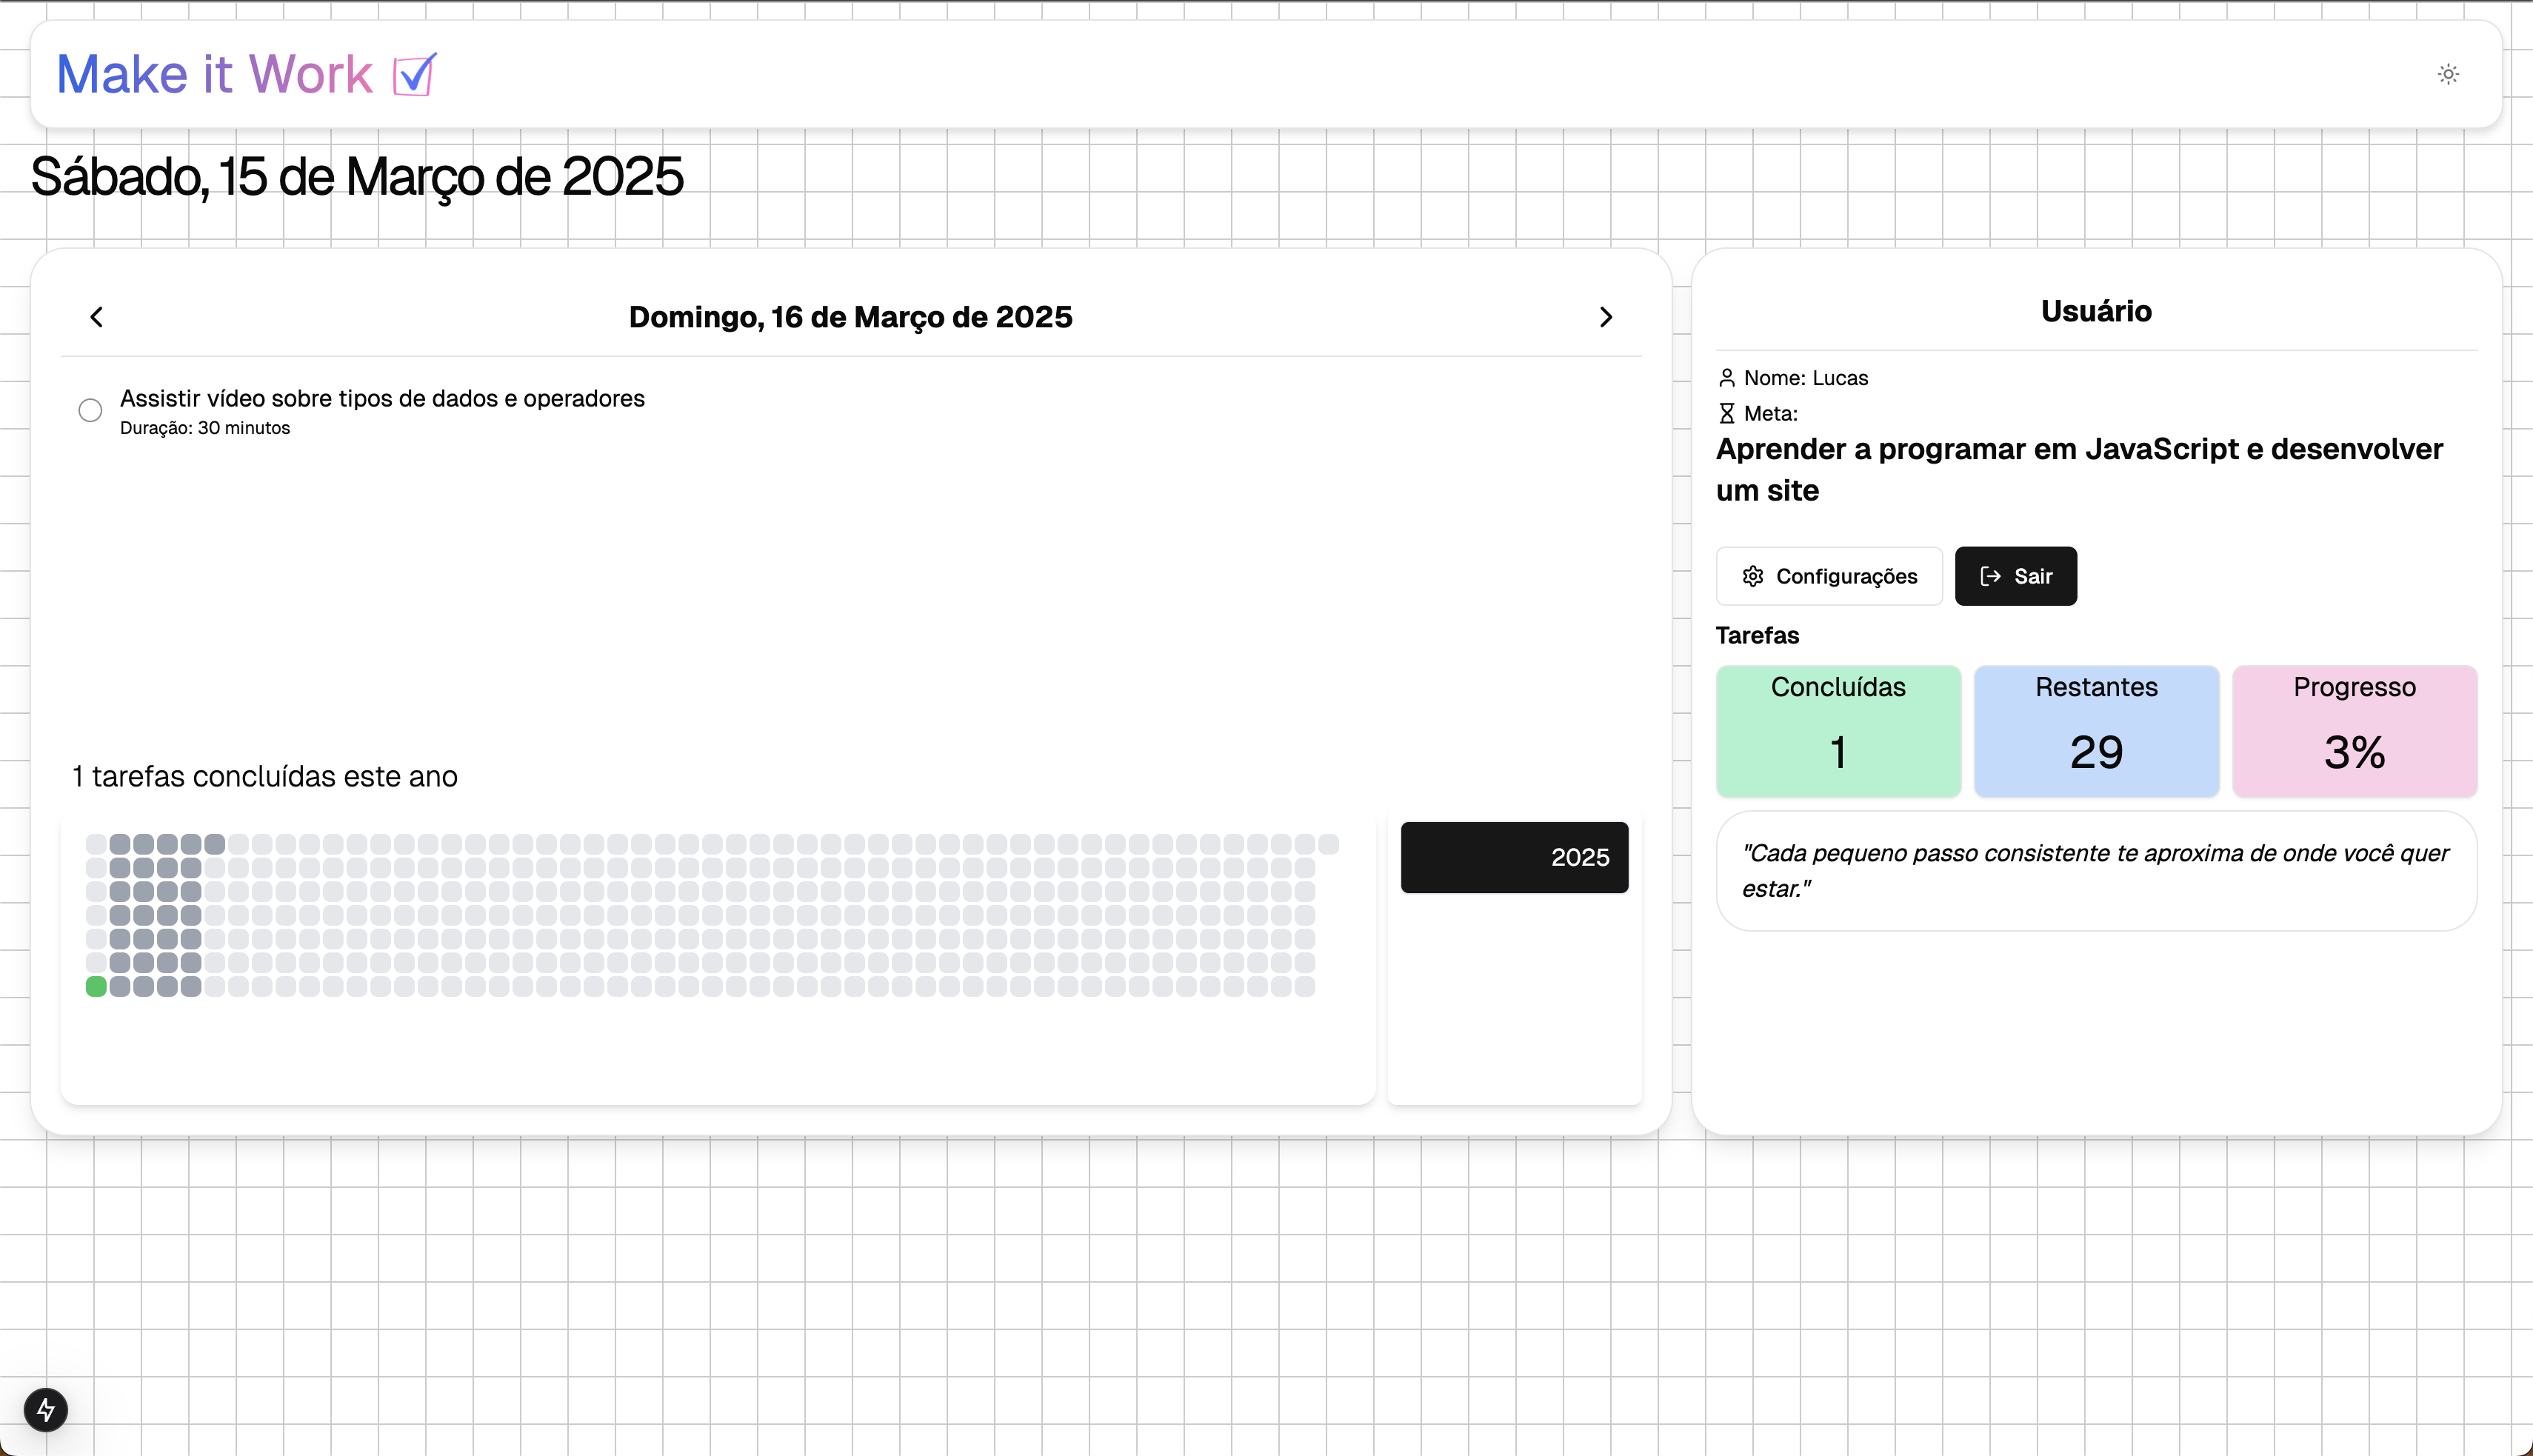 Make it Work
Sábado, 15 de Março de 2025
Domingo, 16 de Março de 2025
Assistir vídeo sobre tipos de dados e operadores
Duração: 30 minutos
1 tarefas concluídas este ano
2025
Usuário
Nome: Lucas
Meta:
Aprender a programar em JavaScript e desenvolver
um site
Configurações
Sair
Tarefas
Concluídas
1
Restantes
29
Progresso
3%
"Cada pequeno passo consistente te aproxima de onde você quer
estar."